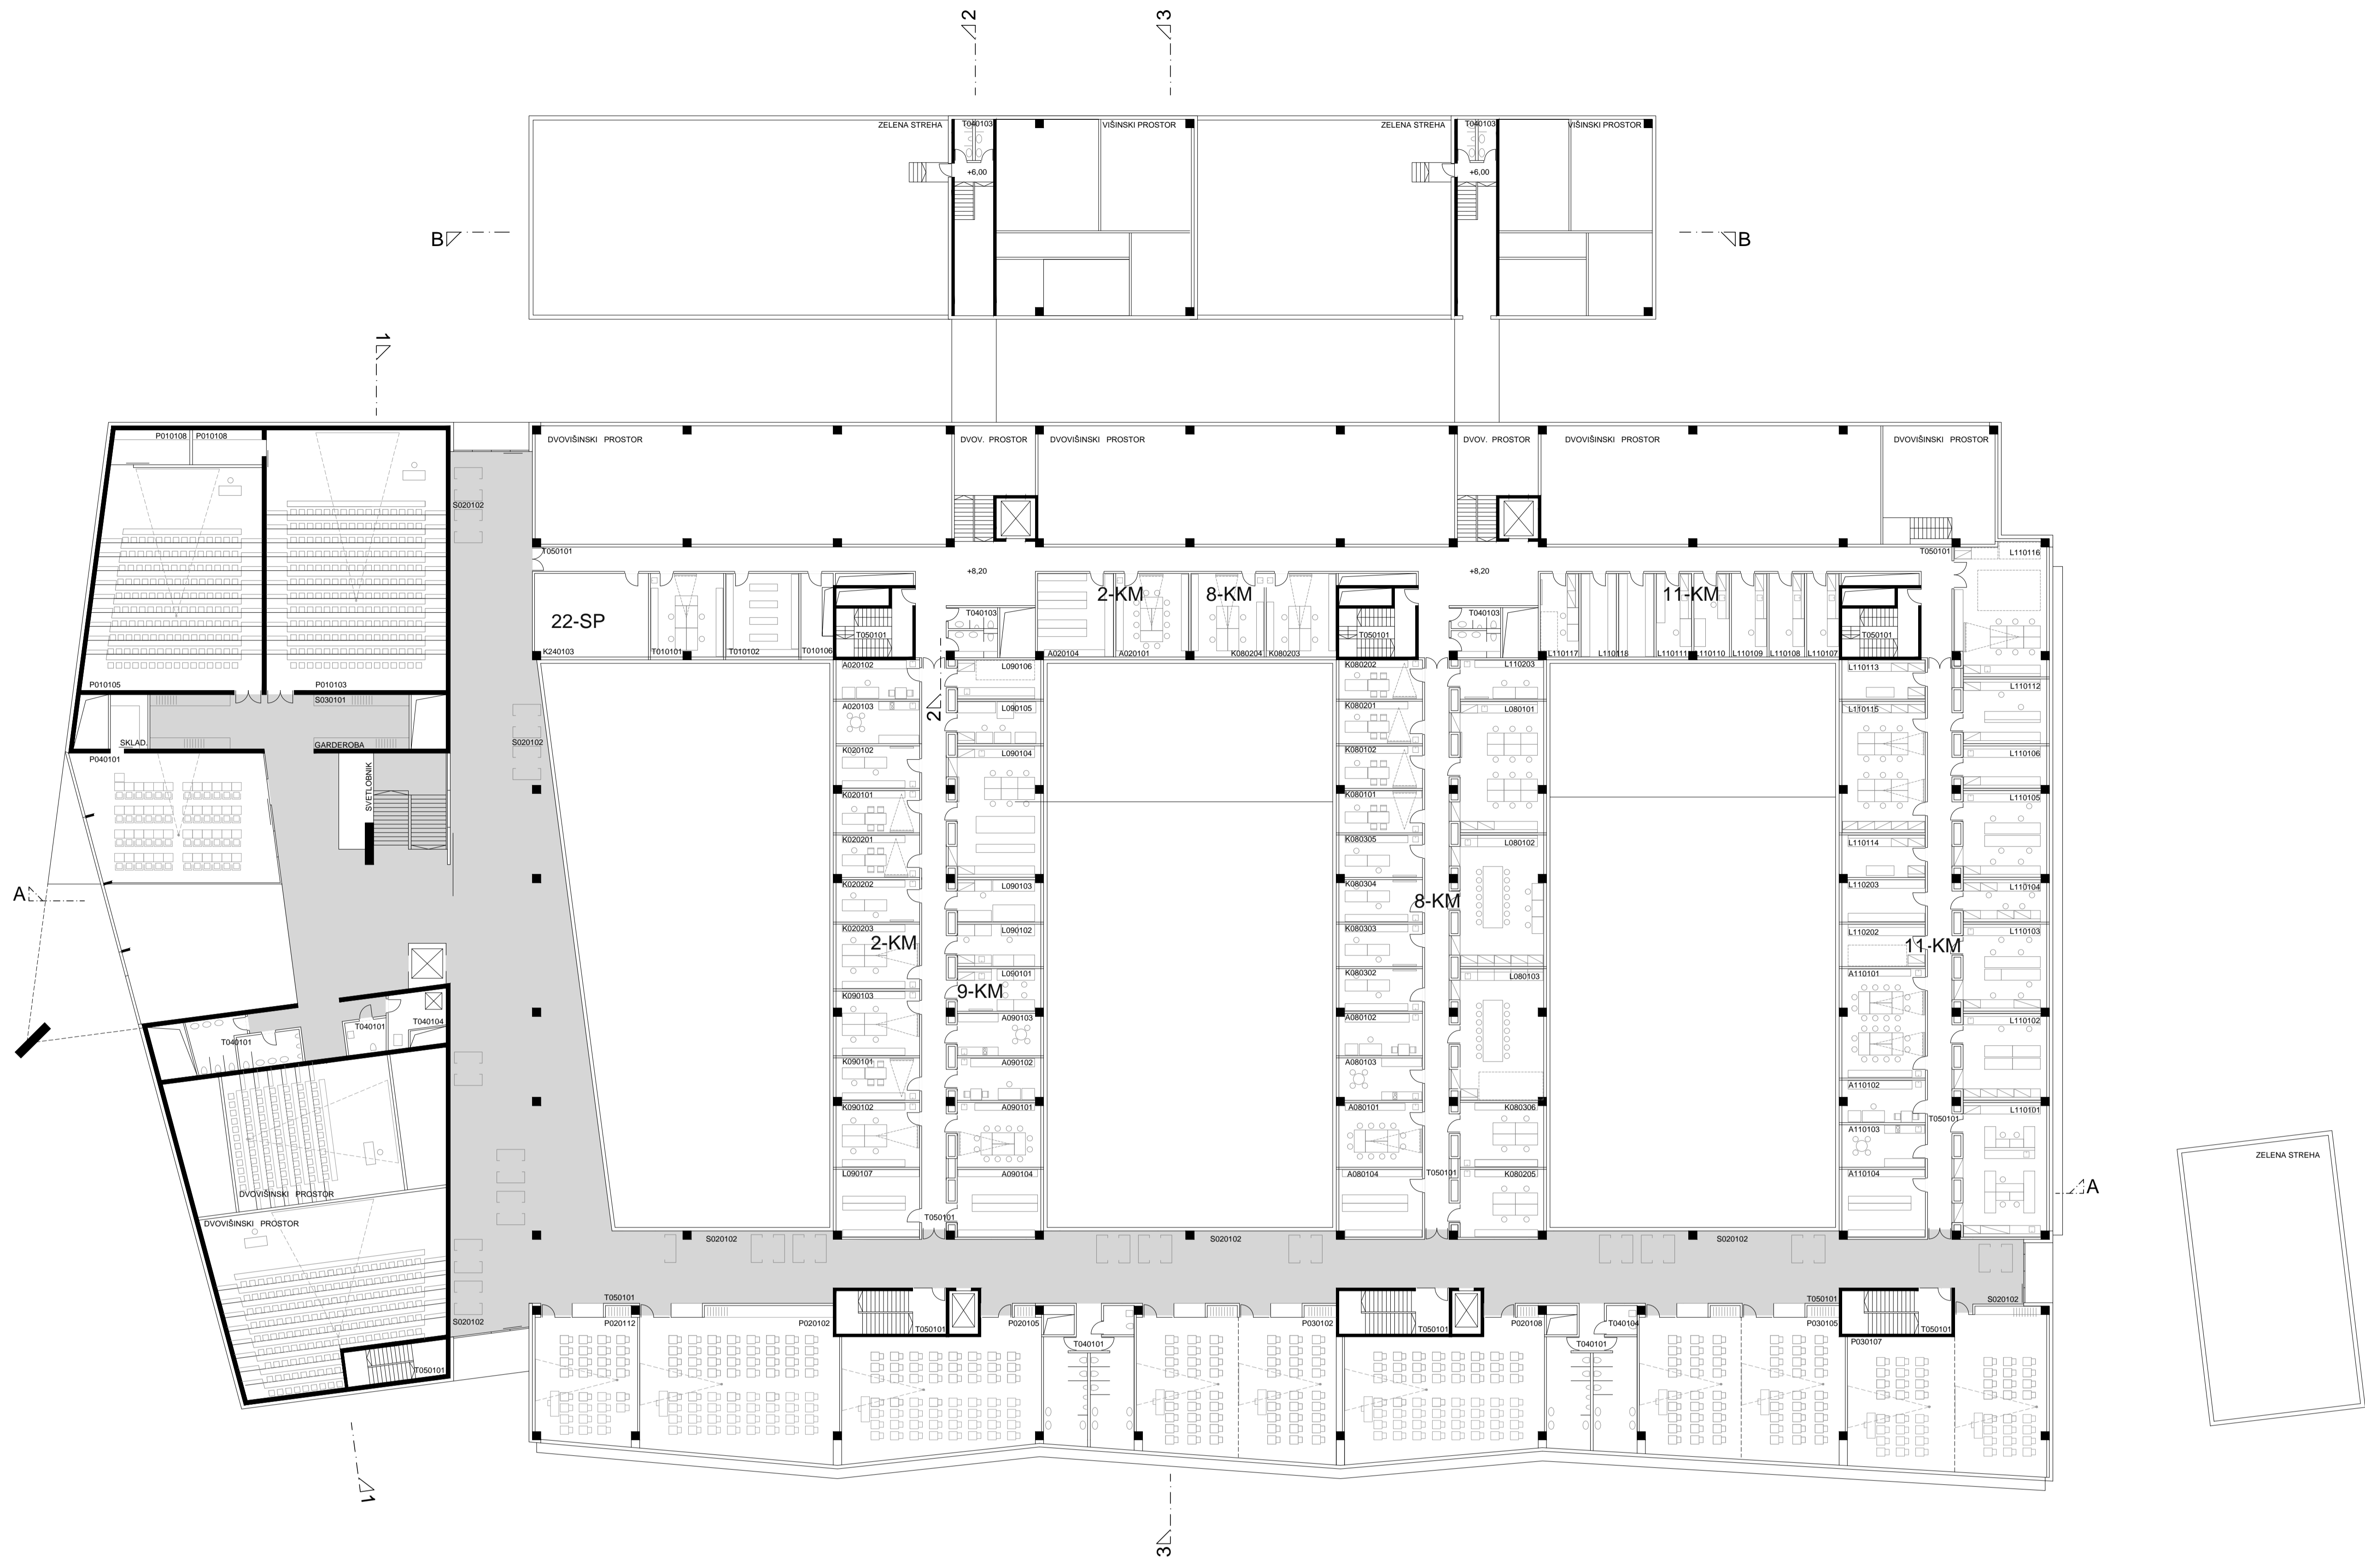 2
3
ZELENA STREHA
T040103
VIŠINSKI PROSTOR
ZELENA STREHA
T040103
VIŠINSKI PROSTOR
+6,00
+6,00
B
B
1
P010108
P010108
DVOVIŠINSKI PROSTOR
DVOV. PROSTOR
DVOVIŠINSKI PROSTOR
DVOV. PROSTOR
DVOVIŠINSKI PROSTOR
DVOVIŠINSKI PROSTOR
S020102
T050101
T050101
L110116
+8,20
+8,20
2-KM
8-KM
11-KM
22-SP
T040103
T040103
T050101
T050101
T050101
K240103
T010101
T010102
T010106
A020104
A020101
K080204
K080203
L110117
L110118
L110111
L110110
L110109
L110108
L110107
A020102
L090106
K080202
L110203
L110113
P010105
P010103
L110112
S030101
A020103
L090105
K080201
L080101
L110115
2
SKLAD.
GARDEROBA
S020102
K020102
L090104
K080102
L110106
P040101
SVETLOBNIK
K020101
K080101
L110105
K020201
K080305
L080102
L110114
K020202
L090103
K080304
L110203
L110104
A
8-KM
K020203
L090102
K080303
L110202
L110103
2-KM
11-KM
L090101
K080302
L080103
A110101
9-KM
K090103
A090103
A080102
L110102
T040101
T040101
T040104
K090101
A090102
A080103
A110102
K090102
A090101
A080101
K080306
L110101
T050101
A110103
ZELENA STREHA
L090107
A090104
A080104
T050101
K080205
A110104
A
DVOVIŠINSKI PROSTOR
DVOVIŠINSKI PROSTOR
T050101
S020102
S020102
S020102
T050101
T050101
S020102
S020102
P020112
P020102
T050101
P020105
P030102
T050101
P020108
T040104
P030105
T050101
T040101
T040101
P030107
T050101
1
3